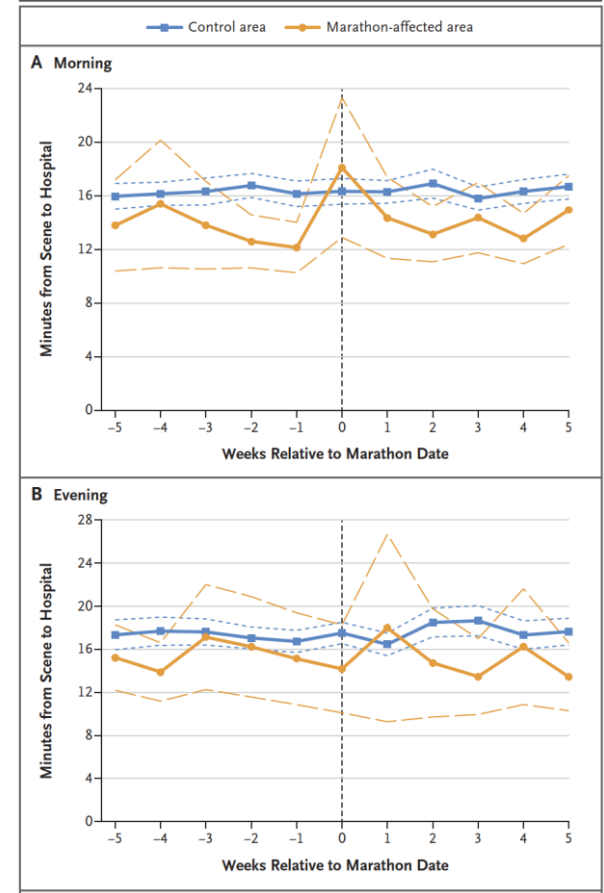 Control area Marathon-affected area
A Morning
Minutes from Scene to Hospital
24
20
16
12
8
4
0
–5 –4 –3 –2 –1 0 1 2 3 4 5
Weeks Relative to Marathon Date
B Evening
Minutes from Scene to Hospital
28
24
20
16
12
8
4
0
–5 –4 –3 –2 –1 0 1 2 3 4 5
Weeks Relative to Marathon Date